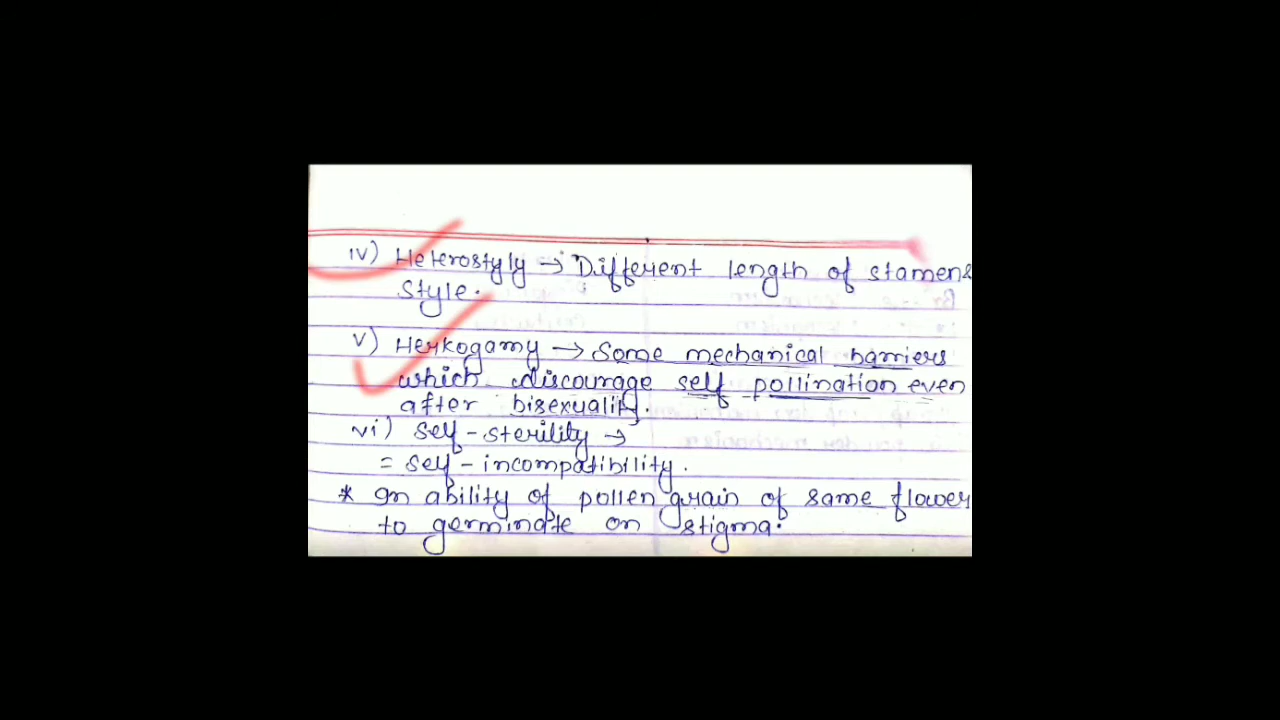 iv) Heterostyly → Different length of stamen &
style.
v) Herkogamy → Some mechanical barriers
which discourage self pollination even
after bisexuality.
vi) Self-sterility →
= self-incompatibility.
* In ability of pollen grain of same flower
to germinate on stigma.